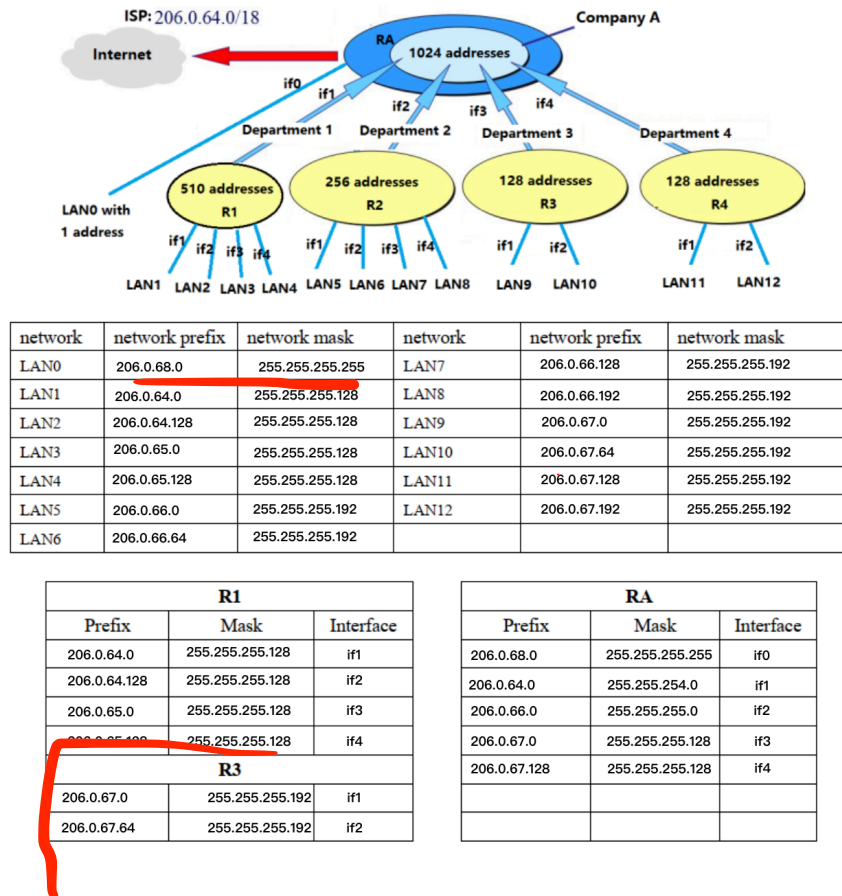 ISP: 206.0.64.0/18
Company A
Internet
RA
1024 addresses
if0
if1
if2
if3
if4
Department 1
Department 2
Department 3
Department 4
510 addresses
R1
256 addresses
R2
128 addresses
R3
128 addresses
R4
LAN0 with
1 address
if1
if2
if3
if4
if1
if2
if3
if4
if1
if2
if1
if2
LAN1
LAN2
LAN3
LAN4
LAN5
LAN6
LAN7
LAN8
LAN9
LAN10
LAN11
LAN12
network network prefix network mask network network prefix network mask
LAN0 206.0.68.0 255.255.255.255 LAN7 206.0.66.128 255.255.255.192
LAN1 206.0.64.0 255.255.255.128 LAN8 206.0.66.192 255.255.255.192
LAN2 206.0.64.128 255.255.255.128 LAN9 206.0.67.0 255.255.255.192
LAN3 206.0.65.0 255.255.255.128 LAN10 206.0.67.64 255.255.255.192
LAN4 206.0.65.128 255.255.255.128 LAN11 206.0.67.128 255.255.255.192
LAN5 206.0.66.0 255.255.255.192 LAN12 206.0.67.192 255.255.255.192
LAN6 206.0.66.64 255.255.255.192
R1
Prefix Mask Interface
206.0.64.0 255.255.255.128 if1
206.0.64.128 255.255.255.128 if2
206.0.65.0 255.255.255.128 if3
206.0.65.128 255.255.255.128 if4
R3
206.0.67.0 255.255.255.192 if1
206.0.67.64 255.255.255.192 if2
RA
Prefix Mask Interface
206.0.68.0 255.255.255.255 if0
206.0.64.0 255.255.254.0 if1
206.0.66.0 255.255.255.0 if2
206.0.67.0 255.255.255.128 if3
206.0.67.128 255.255.255.128 if4